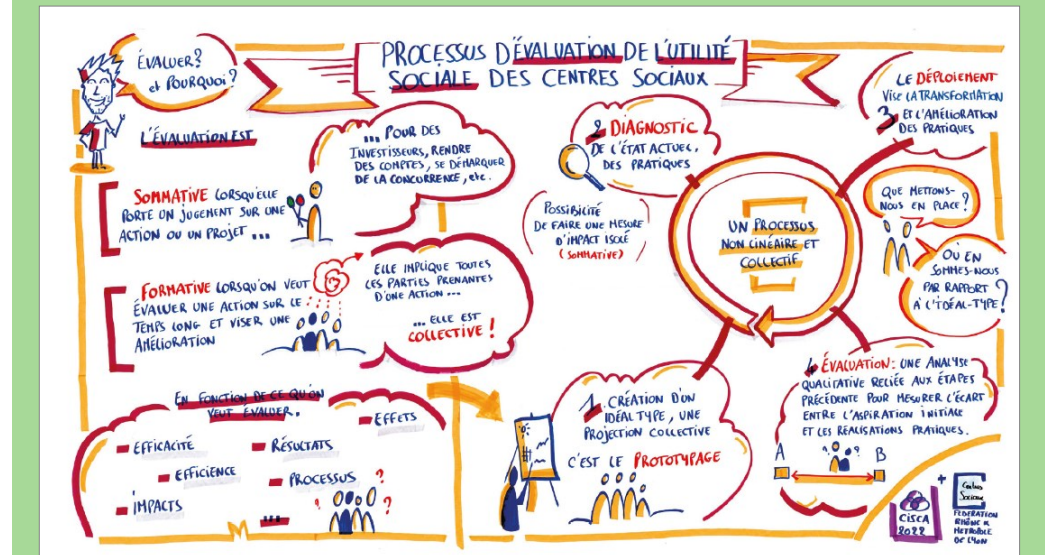 PROCESSUS D'ÉVALUATION DE L'UTILITÉ
SOCIALE DES CENTRES SOCIAUX
ÉVALUER?
et POURQUOI?
L'ÉVALUATION EST
SOMMATIVE LORSQU'ELLE
PORTE UN JUGEMENT SUR UNE
ACTION OU UN PROJET ...
... POUR DES
INVESTISSEURS, RENDRE
DES COMPTES, SE DÉMARQUER
DE LA CONCURRENCE, etc.
FORMATIVE LORSQU'ON VEUT
ÉVALUER UNE ACTION SUR LE
TEMPS LONG ET VISER UNE
AMÉLIORATION
ELLE IMPLIQUE TOUTES
LES PARTIES PRENANTES
D'UNE ACTION ...
... ELLE EST
COLLECTIVE !
EN FONCTION DE CE QU'ON
VEUT ÉVALUER.
EFFICACITÉ
EFFICIENCE
IMPACTS
RÉSULTATS
PROCESSUS
EFFETS
...
? ? ?
1. CRÉATION D'UN
IDÉAL TYPE, UNE
PROJECTION COLLECTIVE
C'EST LE PROTOTYPAGE
2 DIAGNOSTIC
DE L'ÉTAT ACTUEL
DES PRATIQUES
POSSIBILITÉ
DE FAIRE UNE MESURE
D'IMPACT ISOLÉ
(SOMMATIVE)
UN PROCESSUS
NON LINÉAIRE ET
COLLECTIF
LE DÉPLOIEMENT
VISE LA TRANSFORMATION
3 ET L'AMÉLIORATION
DES PRATIQUES
QUE METTONS-
NOUS EN PLACE?
OÙ EN
SOMMES-NOUS
PAR RAPPORT
À L'IDÉAL-TYPE?
4 ÉVALUATION: UNE ANALYSE
QUALITATIVE RELIÉE AUX ÉTAPES
PRÉCÉDENTE POUR MESURER L'ÉCART
ENTRE L'ASPIRATION INITIALE
ET LES RÉALISATIONS PRATIQUES.
A ? ? B
CISCA
2022
+
Centres
Sociaux
FÉDÉRATION
RHÔNE &
MÉTROPOLE
DE LYON